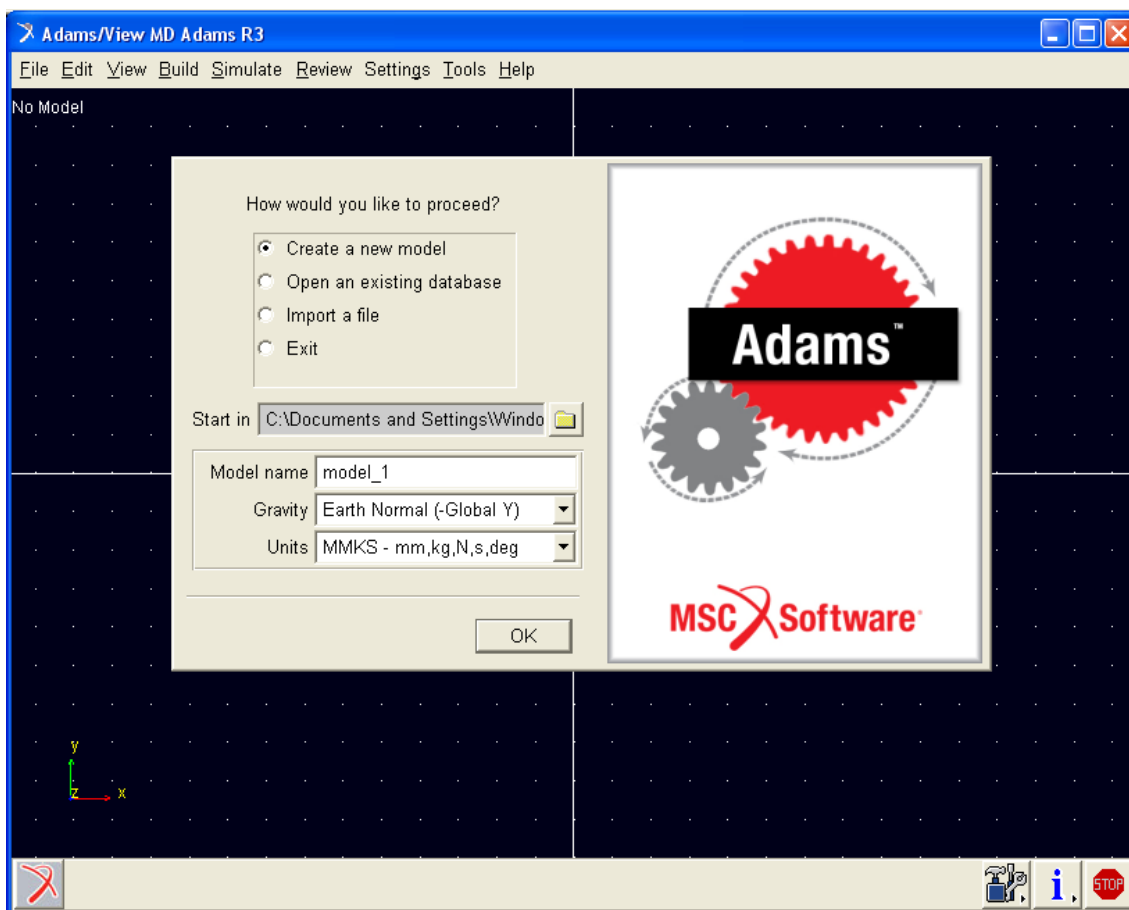 Adams/View MD Adams R3
File Edit View Build Simulate Review Settings Tools Help
No Model
How would you like to proceed?
Create a new model
Open an existing database
Import a file
Exit
Start in C:\Documents and Settings\Windo
Model name model_1
Gravity Earth Normal (-Global Y)
Units MMKS - mm,kg,N,s,deg
OK
Adams™
MSC Software
y
z x
i
STOP